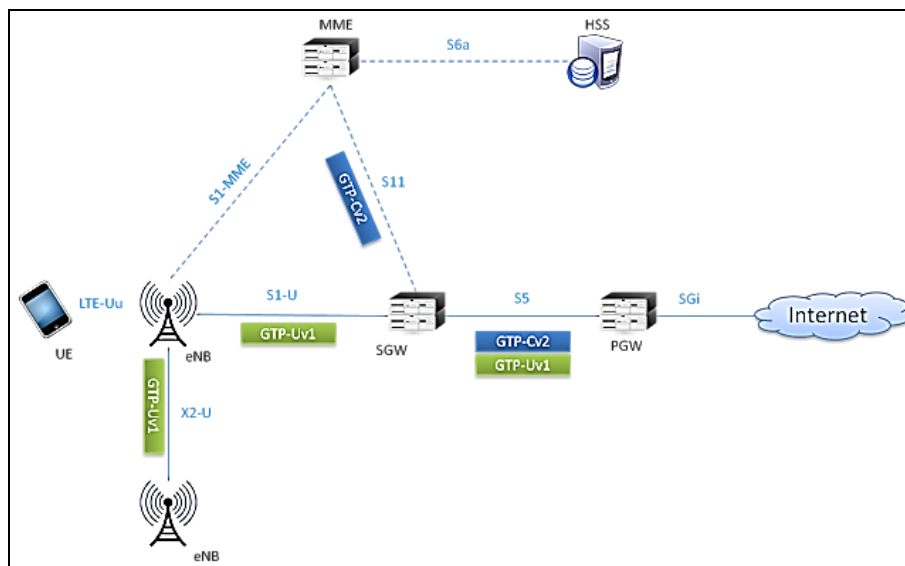 MME
HSS
S6a
S1-MME
GTP-Cv2
S11
LTE-Uu
S1-U
S5
SGi
Internet
GTP-Uv1
GTP-Cv2
GTP-Uv1
UE
eNB
SGW
PGW
GTP-Uv1
X2-U
eNB